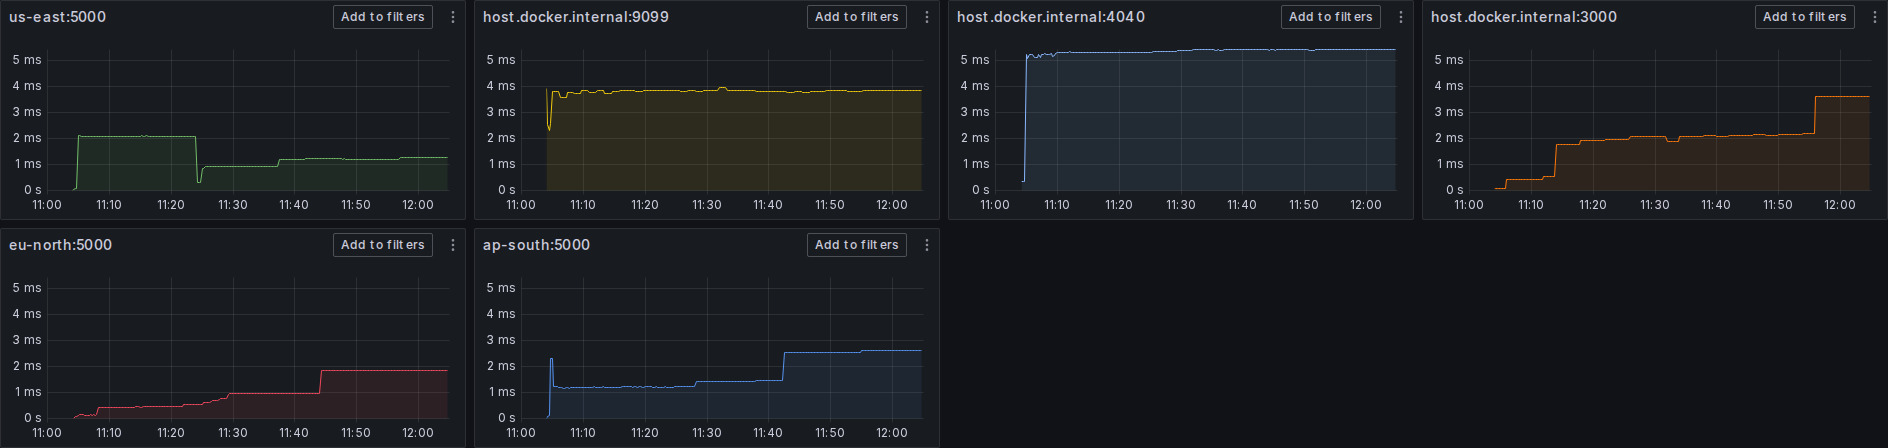 us-east:5000 Add to filters
5 ms
4 ms
3 ms
2 ms
1 ms
0 s
11:00 11:10 11:20 11:30 11:40 11:50 12:00
host.docker.internal:9099 Add to filters
5 ms
4 ms
3 ms
2 ms
1 ms
0 s
11:00 11:10 11:20 11:30 11:40 11:50 12:00
host.docker.internal:4040 Add to filters
5 ms
4 ms
3 ms
2 ms
1 ms
0 s
11:00 11:10 11:20 11:30 11:40 11:50 12:00
host.docker.internal:3000 Add to filters
5 ms
4 ms
3 ms
2 ms
1 ms
0 s
11:00 11:10 11:20 11:30 11:40 11:50 12:00
eu-north:5000 Add to filters
5 ms
4 ms
3 ms
2 ms
1 ms
0 s
11:00 11:10 11:20 11:30 11:40 11:50 12:00
ap-south:5000 Add to filters
5 ms
4 ms
3 ms
2 ms
1 ms
0 s
11:00 11:10 11:20 11:30 11:40 11:50 12:00